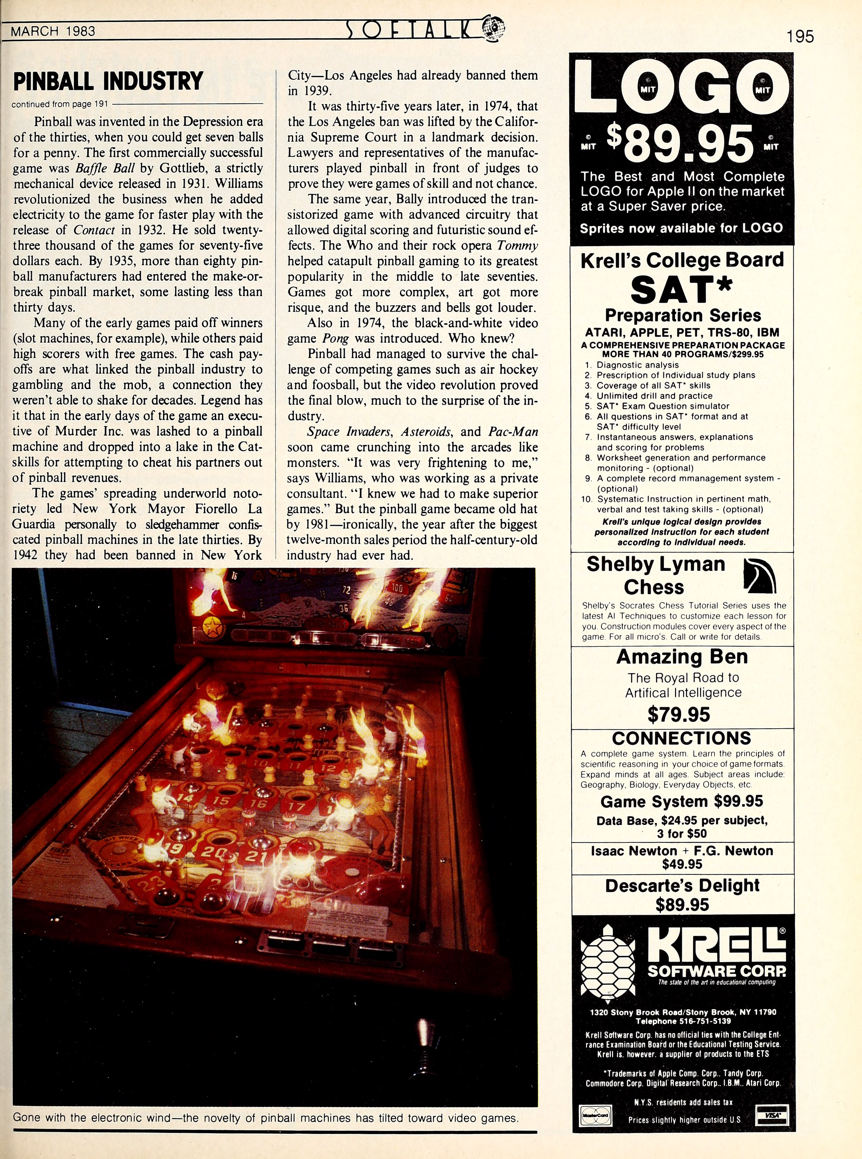 MARCH 1983
SOFTALK
195
PINBALL INDUSTRY
continued from page 191
Pinball was invented in the Depression era
of the thirties, when you could get seven balls
for a penny. The first commercially successful
game was Baffle Ball by Gottlieb, a strictly
mechanical device released in 1931. Williams
revolutionized the business when he added
electricity to the game for faster play with the
release of Contact in 1932. He sold twenty-
three thousand of the games for seventy-five
dollars each. By 1935, more than eighty pin-
ball manufacturers had entered the make-or-
break pinball market, some lasting less than
thirty days.
Many of the early games paid off winners
(slot machines, for example), while others paid
high scorers with free games. The cash pay-
offs are what linked the pinball industry to
gambling and the mob, a connection they
weren't able to shake for decades. Legend has
it that in the early days of the game an execu-
tive of Murder Inc. was lashed to a pinball
machine and dropped into a lake in the Cat-
skills for attempting to cheat his partners out
of pinball revenues.
The games' spreading underworld noto-
riety led New York Mayor Fiorello La
Guardia personally to sledgehammer confis-
cated pinball machines in the late thirties. By
1942 they had been banned in New York
City—Los Angeles had already banned them
in 1939.
It was thirty-five years later, in 1974, that
the Los Angeles ban was lifted by the Califor-
nia Supreme Court in a landmark decision.
Lawyers and representatives of the manufac-
turers played pinball in front of judges to
prove they were games of skill and not chance.
The same year, Bally introduced the tran-
sistorized game with advanced circuitry that
allowed digital scoring and futuristic sound ef-
fects. The Who and their rock opera Tommy
helped catapult pinball gaming to its greatest
popularity in the middle to late seventies.
Games got more complex, art got more
risque, and the buzzers and bells got louder.
Also in 1974, the black-and-white video
game Pong was introduced. Who knew?
Pinball had managed to survive the chal-
lenge of competing games such as air hockey
and foosball, but the video revolution proved
the final blow, much to the surprise of the in-
dustry.
Space Invaders, Asteroids, and Pac-Man
soon came crunching into the arcades like
monsters. "It was very frightening to me,"
says Williams, who was working as a private
consultant. "I knew we had to make superior
games." But the pinball game became old hat
by 1981—ironically, the year after the biggest
twelve-month sales period the half-century-old
industry had ever had.
72
100
36
12
14 15 16 17
19 20 21
Gone with the electronic wind—the novelty of pinball machines has tilted toward video games.
LOGO
© MIT © MIT
© MIT $89.95 © MIT
The Best and Most Complete
LOGO for Apple II on the market
at a Super Saver price.
Sprites now available for LOGO
Krell's College Board
SAT*
Preparation Series
ATARI, APPLE, PET, TRS-80, IBM
A COMPREHENSIVE PREPARATION PACKAGE
MORE THAN 40 PROGRAMS/$299.95
1. Diagnostic analysis
2. Prescription of Individual study plans
3. Coverage of all SAT* skills
4. Unlimited drill and practice
5. SAT* Exam Question simulator
6. All questions in SAT* format and at
SAT* difficulty level
7. Instantaneous answers, explanations
and scoring for problems
8. Worksheet generation and performance
monitoring - (optional)
9. A complete record mmanagement system -
(optional)
10. Systematic Instruction in pertinent math,
verbal and test taking skills - (optional)
Krell's unique logical design provides
personalized instruction for each student
according to individual needs.
Shelby Lyman
Chess
Shelby's Socrates Chess Tutorial Series uses the
latest AI Techniques to customize each lesson for
you. Construction modules cover every aspect of the
game. For all micro's. Call or write for details.
Amazing Ben
The Royal Road to
Artifical Intelligence
$79.95
CONNECTIONS
A complete game system. Learn the principles of
scientific reasoning in your choice of game formats.
Expand minds at all ages. Subject areas include:
Geography, Biology, Everyday Objects, etc.
Game System $99.95
Data Base, $24.95 per subject,
3 for $50
Isaac Newton + F.G. Newton
$49.95
Descarte's Delight
$89.95
KRELL®
SOFTWARE CORP.
The state of the art in educational computing
1320 Stony Brook Road/Stony Brook, NY 11790
Telephone 516-751-5139
Krell Software Corp. has no official ties with the College Ent-
rance Examination Board or the Educational Testing Service.
Krell is, however, a supplier of products to the ETS
*Trademarks of Apple Comp. Corp., Tandy Corp.
Commodore Corp. Digital Research Corp., I.B.M., Atari Corp.
N.Y.S. residents add sales tax
MasterCard
Prices slightly higher outside U.S.
VISA